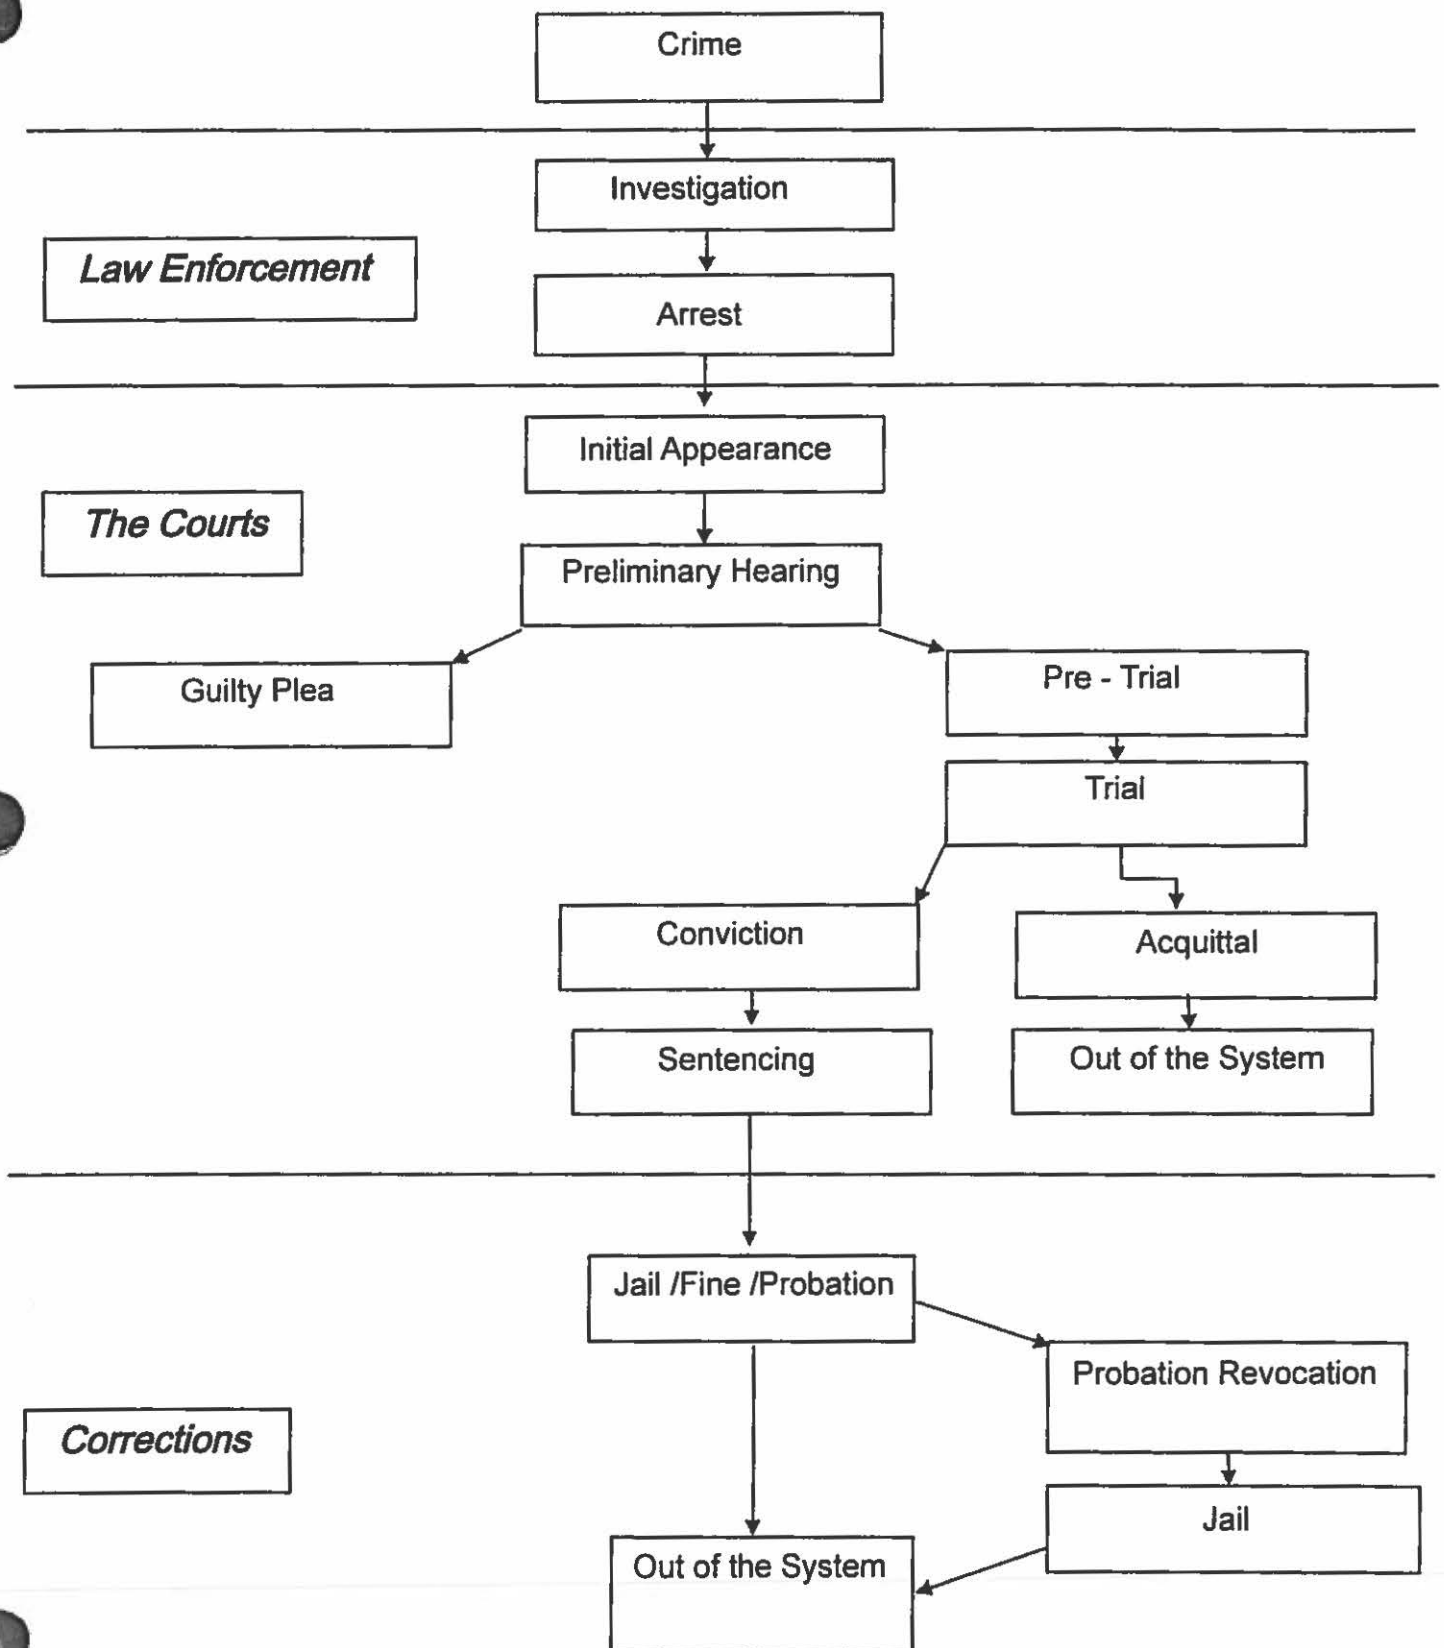 Crime
Investigation
Law Enforcement
Arrest
Initial Appearance
The Courts
Preliminary Hearing
Guilty Plea
Pre - Trial
Trial
Conviction
Acquittal
Sentencing
Out of the System
Jail /Fine /Probation
Probation Revocation
Corrections
Jail
Out of the System